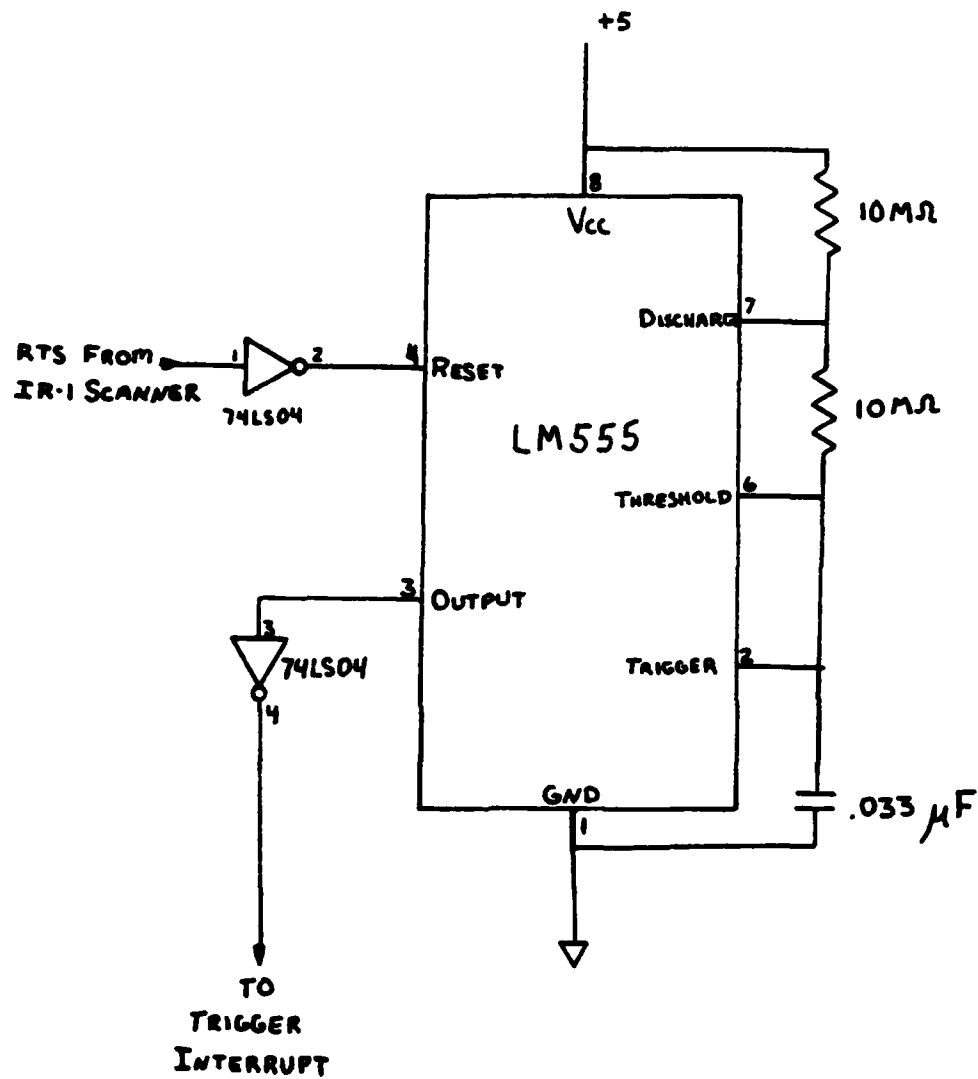 +5
8
Vcc
10MΩ
DISCHARG
7
RTS FROM
IR-1 SCANNER
1
2
74LS04
4
RESET
10MΩ
LM555
6
THRESHOLD
3
OUTPUT
3
74LS04
4
2
TRIGGER
GND
1
.033 μF
TO
TRIGGER
INTERRUPT